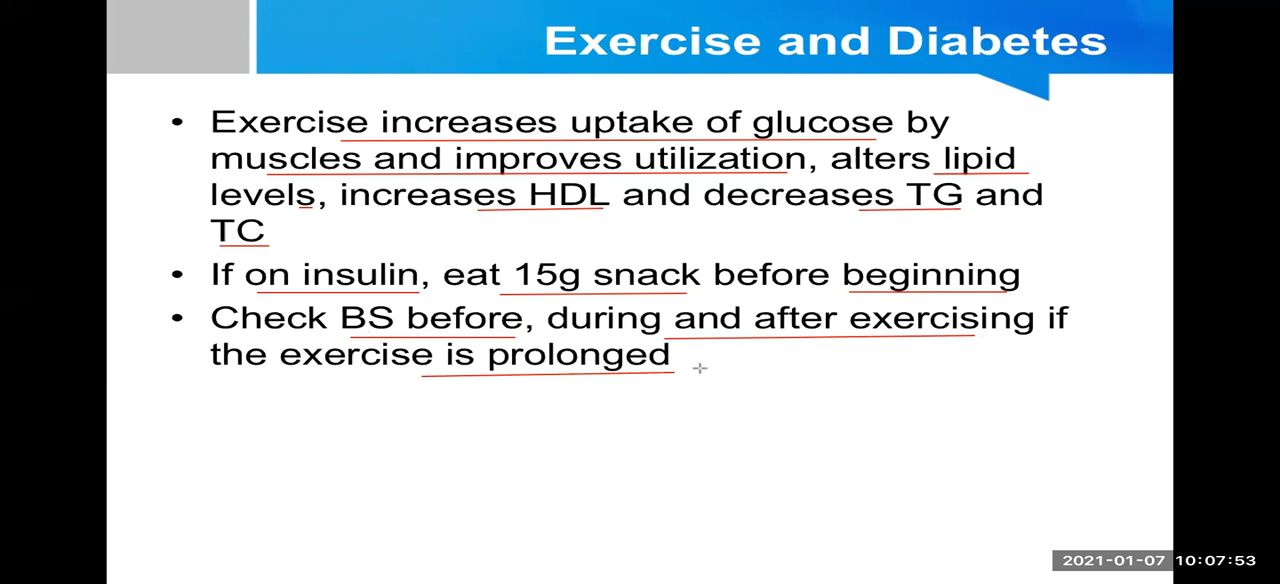 Exercise and Diabetes
• Exercise increases uptake of glucose by
muscles and improves utilization, alters lipid
levels, increases HDL and decreases TG and
TC
• If on insulin, eat 15g snack before beginning
• Check BS before, during and after exercising if
the exercise is prolonged
2021-01-07 10:07:53